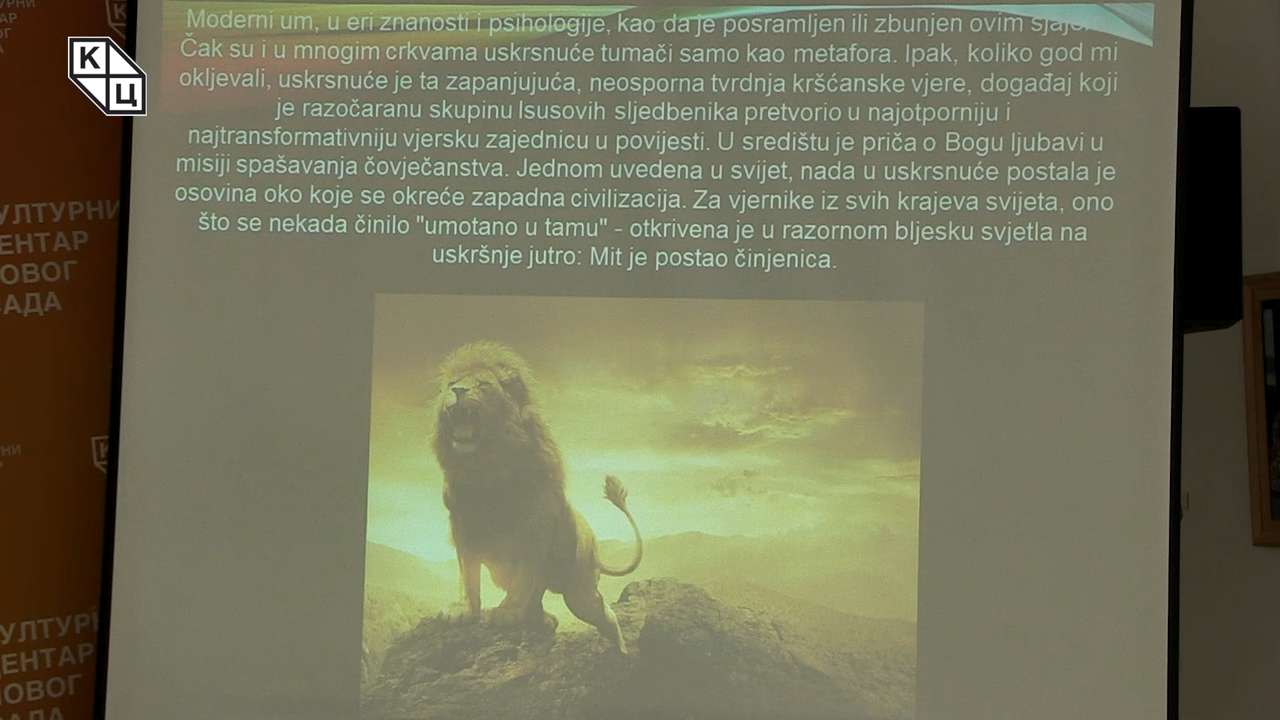 Moderni um, u eri znanosti i psihologije, kao da je posramljen ili zbunjen ovim
Čak su i u mnogim crkvama uskrsnuće tumači samo kao metafora. Ipak, koliko god mi
okljevali, uskrsnuće je ta zapanjujuća, neosporna tvrdnja kršćanske vjere, događaj koji
je razočaranu skupinu Isusovih sljedbenika pretvorio u najotporniju i
najtransformativniju vjersku zajednicu u povijesti. U središtu je priča o Bogu ljubavi u
misiji spašavanja čovječanstva. Jednom uvedena u svijet, nada u uskrsnuće postala je
osovina oko koje se okreće zapadna civilizacija. Za vjernike iz svih krajeva svijeta, ono
što se nekada činilo "umotano u tamu" - otkrivena je u razornom bljesku svjetla na
uskršnje jutro: Mit je postao činjenica.
К
Ц
УЛТУРНИ
ЕНТАР
ОВОГ
САДА
УЛТУРН
ЕНТАР
ОВОГ